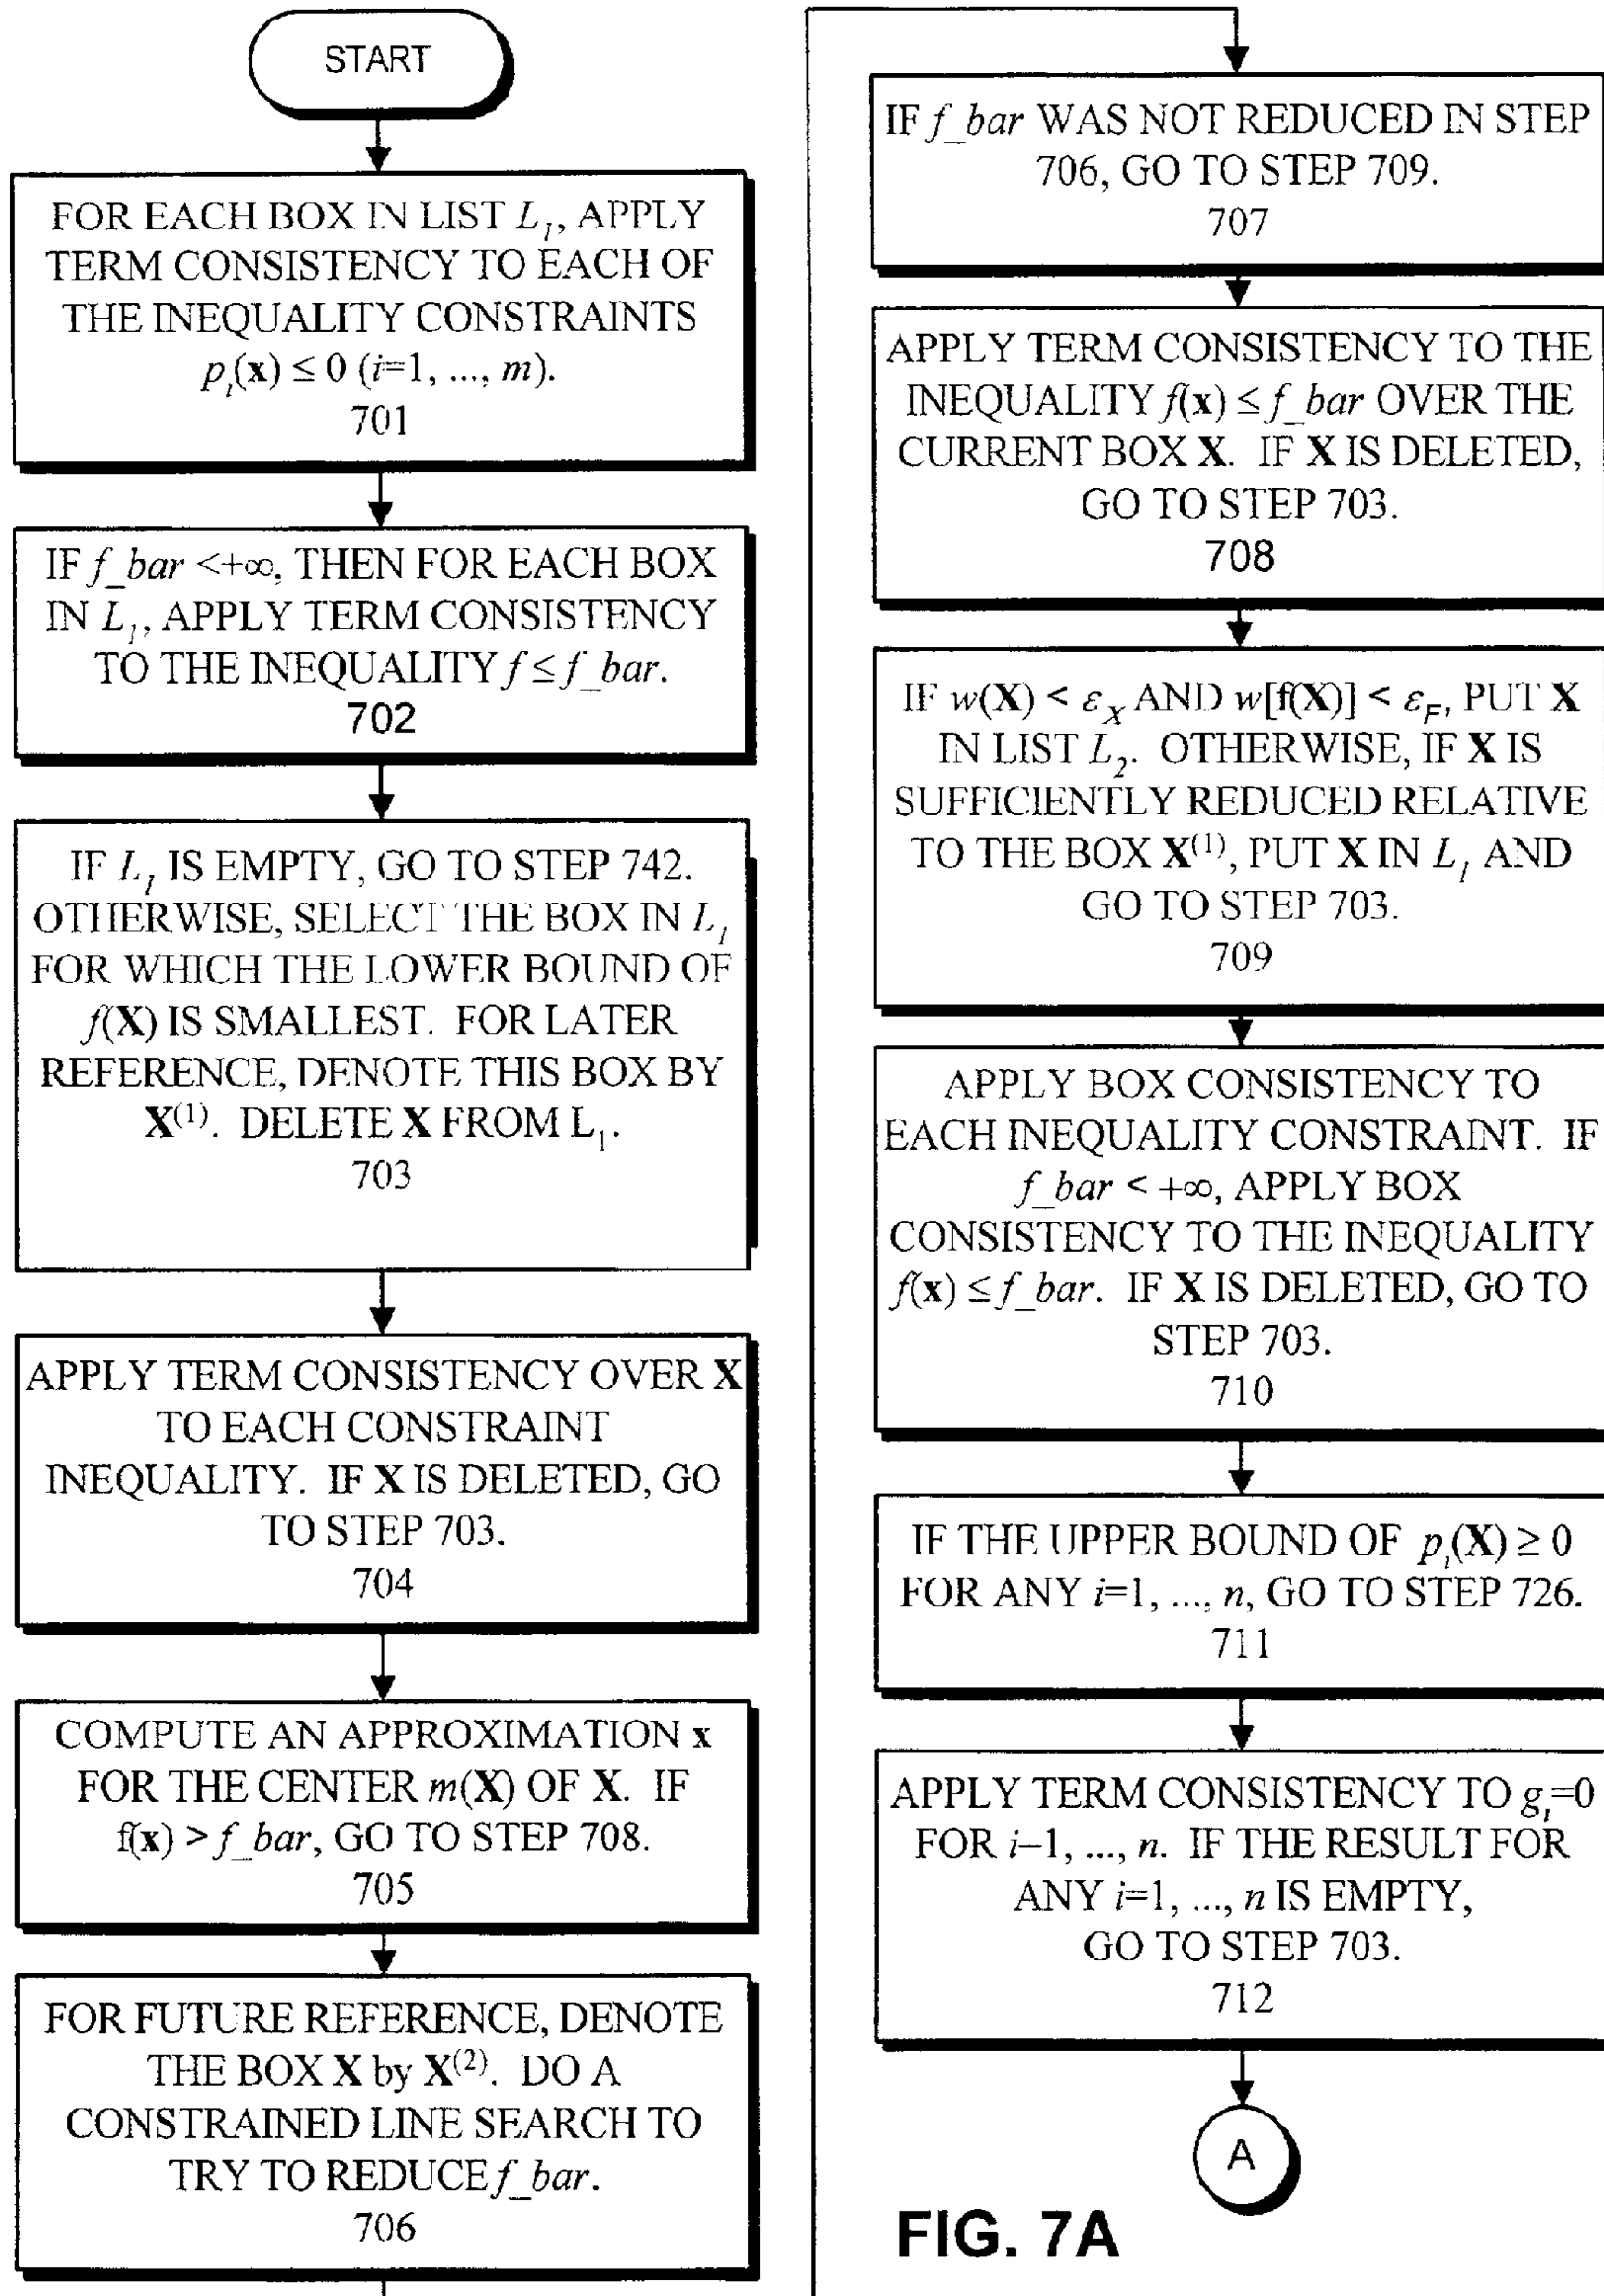 START
FOR EACH BOX IN LIST L₁, APPLY
TERM CONSISTENCY TO EACH OF
THE INEQUALITY CONSTRAINTS
pᵢ(x) ≤ 0 (i=1, ..., m).
701
IF f_bar <+∞, THEN FOR EACH BOX
IN L₁, APPLY TERM CONSISTENCY
TO THE INEQUALITY f ≤ f_bar.
702
IF L₁ IS EMPTY, GO TO STEP 742.
OTHERWISE, SELECT THE BOX IN L₁
FOR WHICH THE LOWER BOUND OF
f(X) IS SMALLEST. FOR LATER
REFERENCE, DENOTE THIS BOX BY
X⁽¹⁾. DELETE X FROM L₁.
703
APPLY TERM CONSISTENCY OVER X
TO EACH CONSTRAINT
INEQUALITY. IF X IS DELETED, GO
TO STEP 703.
704
COMPUTE AN APPROXIMATION x
FOR THE CENTER m(X) OF X. IF
f(x) > f_bar, GO TO STEP 708.
705
FOR FUTURE REFERENCE, DENOTE
THE BOX X by X⁽²⁾. DO A
CONSTRAINED LINE SEARCH TO
TRY TO REDUCE f_bar.
706
IF f_bar WAS NOT REDUCED IN STEP
706, GO TO STEP 709.
707
APPLY TERM CONSISTENCY TO THE
INEQUALITY f(x) ≤ f_bar OVER THE
CURRENT BOX X. IF X IS DELETED,
GO TO STEP 703.
708
IF w(X) < ε_X AND w[f(X)] < ε_F, PUT X
IN LIST L₂. OTHERWISE, IF X IS
SUFFICIENTLY REDUCED RELATIVE
TO THE BOX X⁽¹⁾, PUT X IN L₁ AND
GO TO STEP 703.
709
APPLY BOX CONSISTENCY TO
EACH INEQUALITY CONSTRAINT. IF
f_bar < +∞, APPLY BOX
CONSISTENCY TO THE INEQUALITY
f(x) ≤ f_bar. IF X IS DELETED, GO TO
STEP 703.
710
IF THE UPPER BOUND OF pᵢ(X) ≥ 0
FOR ANY i=1, ..., n, GO TO STEP 726.
711
APPLY TERM CONSISTENCY TO gᵢ=0
FOR i=1, ..., n. IF THE RESULT FOR
ANY i=1, ..., n IS EMPTY,
GO TO STEP 703.
712
A
FIG. 7A